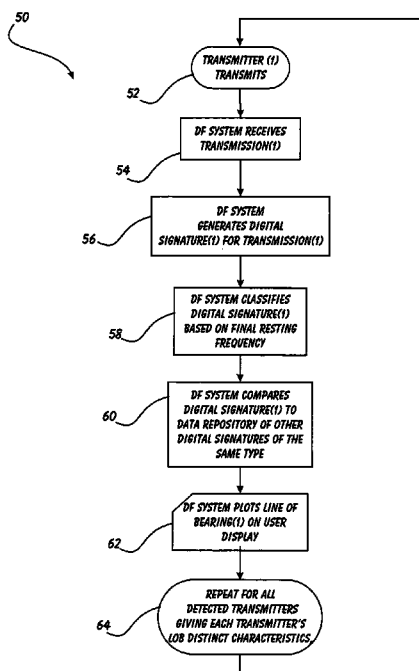 50
TRANSMITTER (1)
TRANSMITS
52
DF SYSTEM RECEIVES
TRANSMISSION(1)
54
DF SYSTEM
GENERATES DIGITAL
SIGNATURE(1) FOR TRANSMISSION(1)
56
DF SYSTEM CLASSIFIES
DIGITAL SIGNATURE(1)
BASED ON FINAL RESTING
FREQUENCY
58
DF SYSTEM COMPARES
DIGITAL SIGNATURE(1) TO
DATA REPOSITORY OF OTHER
DIGITAL SIGNATURES OF THE
SAME TYPE
60
DF SYSTEM PLOTS LINE OF
BEARING(1) ON USER
DISPLAY
62
REPEAT FOR ALL
DETECTED TRANSMITTERS
GIVING EACH TRANSMITTER'S
LOB DISTINCT CHARACTERISTICS.
64